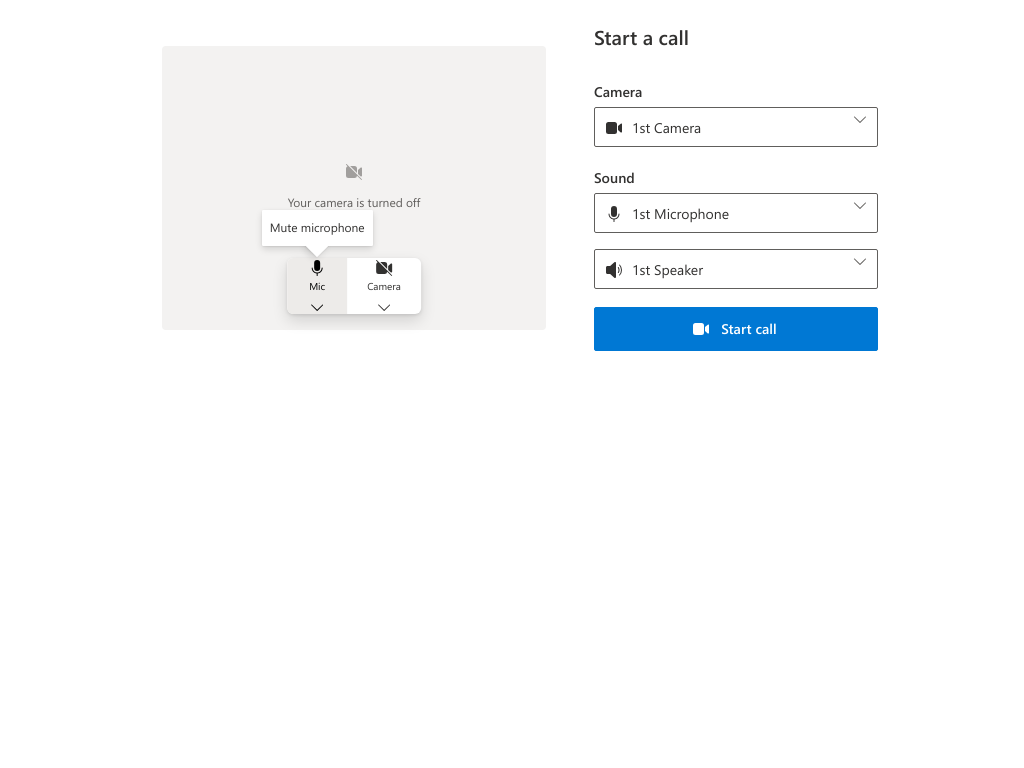 Start a call
Your camera is turned off
Mute microphone
Mic
Camera
Camera
1st Camera
Sound
1st Microphone
1st Speaker
Start call